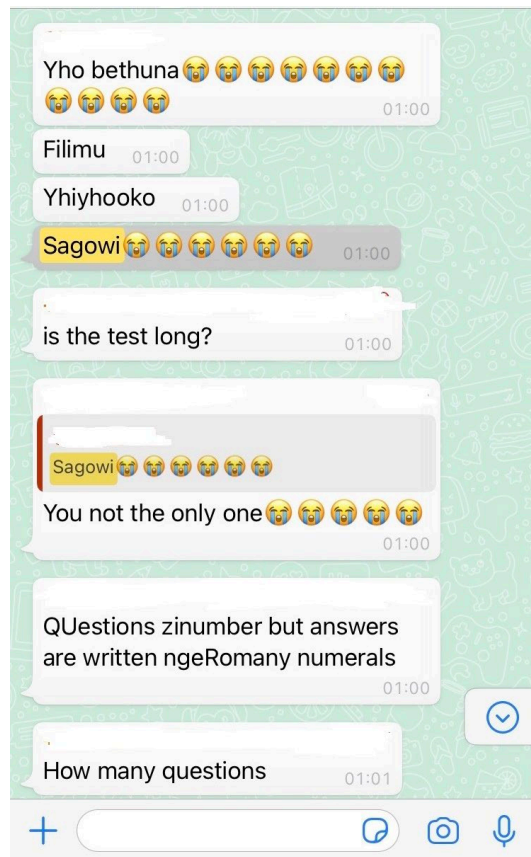 Yho bethuna😭😭😭😭😭😭😭
😭😭😭😭
01:00
Filimu 01:00
Yhiyhooko 01:00
Sagowi😭😭😭😭😭😭 01:00
is the test long? 01:00
Sagowi😭😭😭😭😭😭
You not the only one😭😭😭😭😭
01:00
QUestions zinumber but answers
are written ngeRomany numerals
01:00
How many questions 01:01